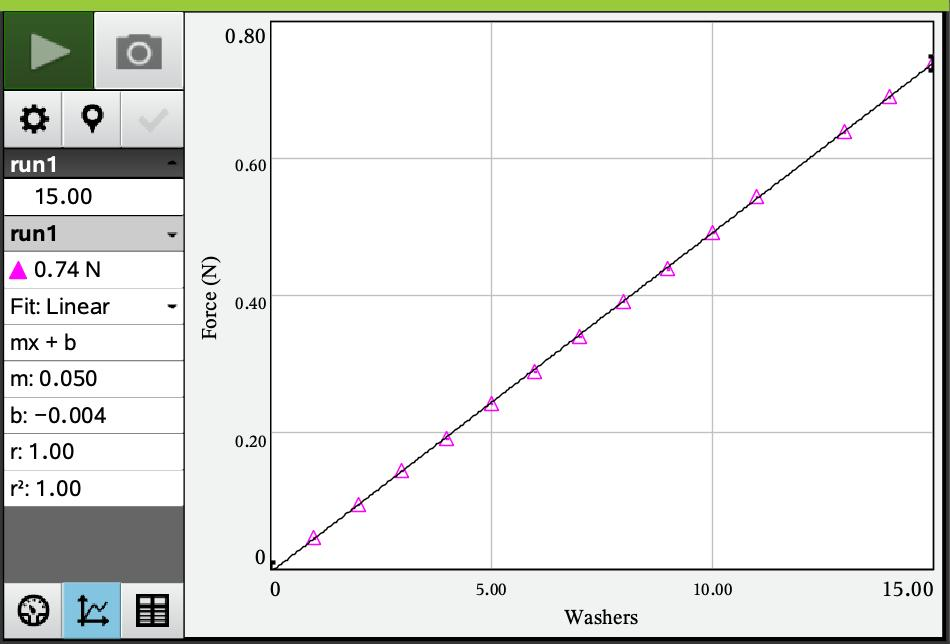 run1
15.00
run1
0.74 N
Fit: Linear
mx + b
m: 0.050
b: −0.004
r: 1.00
r²: 1.00
0.80
0.60
0.40
0.20
0
Force (N)
0 5.00 10.00 15.00
Washers